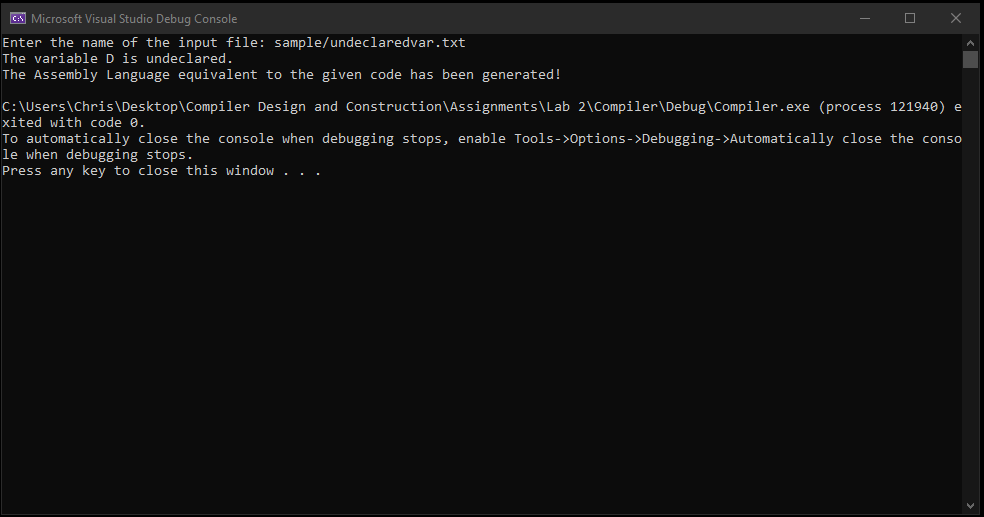 Microsoft Visual Studio Debug Console
Enter the name of the input file: sample/undeclaredvar.txt
The variable D is undeclared.
The Assembly Language equivalent to the given code has been generated!
C:\Users\Chris\Desktop\Compiler Design and Construction\Assignments\Lab 2\Compiler\Debug\Compiler.exe (process 121940) e
xited with code 0.
To automatically close the console when debugging stops, enable Tools->Options->Debugging->Automatically close the conso
le when debugging stops.
Press any key to close this window . . .